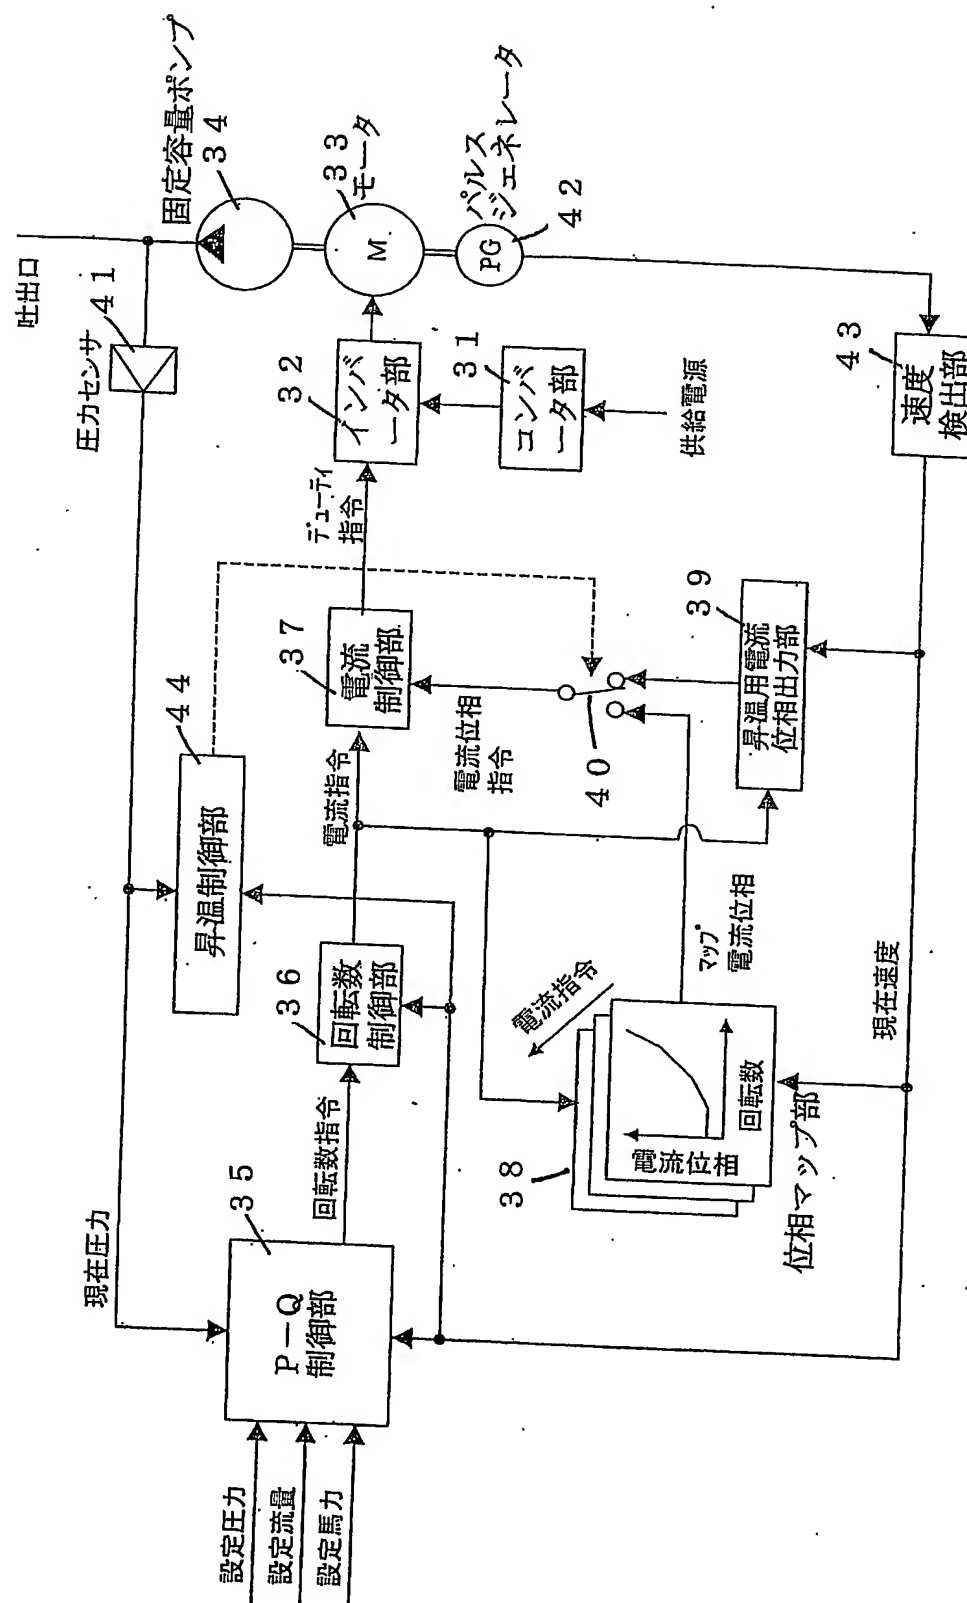 吐出口
固定容量ポンプ
34
圧力センサ
41
33
モータ
M
パルス
ジェネレータ
42
PG
32
インバ
ータ部
31
コンバ
ータ部
供給電源
43
速度
検出部
デューティ
指令
37
電流
制御部
44
昇温制御部
電流指令
電流位相
指令
40
39
昇温用電流
位相出力部
36
回転数
制御部
マップ
電流位相
現在速度
現在圧力
35
P-Q
制御部
回転数指令
電流指令
38
電流位相
回転数
位相マップ部
設定圧力
設定流量
設定馬力